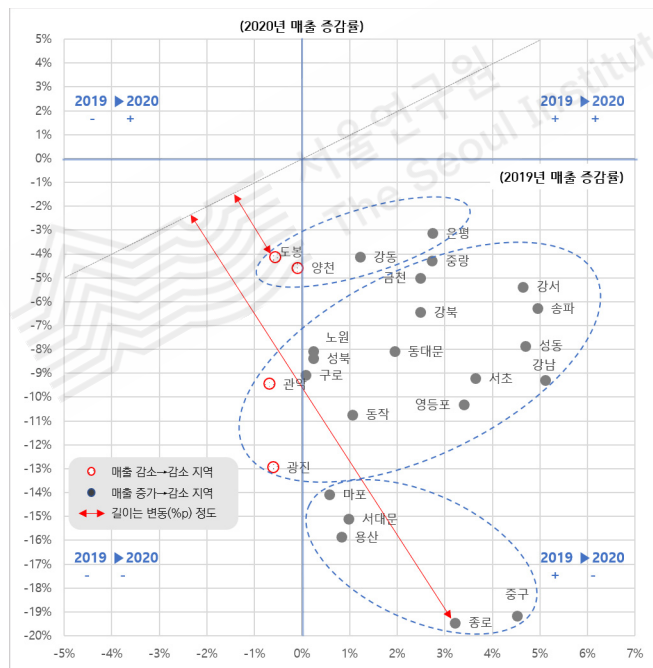 (2020년 매출 증감률)
5%
4%
3%
2%
1%
0%
-1%
-2%
-3%
-4%
-5%
-6%
-7%
-8%
-9%
-10%
-11%
-12%
-13%
-14%
-15%
-16%
-17%
-18%
-19%
-20%
2019 ▶2020
- +
2019 ▶2020
+ +
서울연구원
The Seoul Institut
(2019년 매출 증감률)
은평
도봉
양천
강동
중랑
금천
강서
강북
송파
노원
성북
동대문
성동
강남
관악
구로
서초
영등포
동작
광진
매출 감소→감소 지역
매출 증가→감소 지역
길이는 변동(%p) 정도
마포
서대문
용산
2019 ▶2020
- -
2019 ▶2020
+ -
중구
종로
-5% -4% -3% -2% -1% 0% 1% 2% 3% 4% 5% 6% 7%